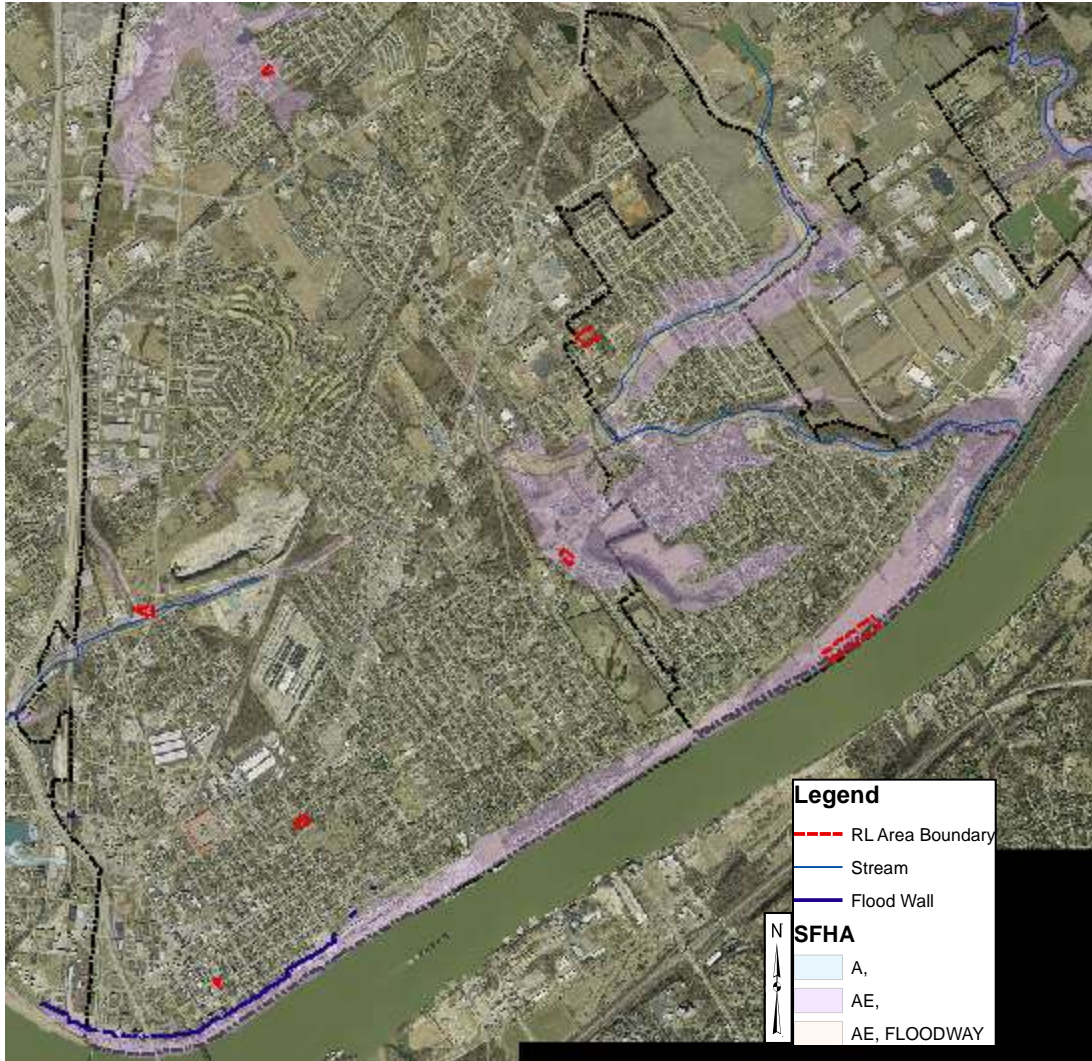 Legend
RL Area Boundary
Stream
Flood Wall
N
SFHA
A,
AE,
AE, FLOODWAY